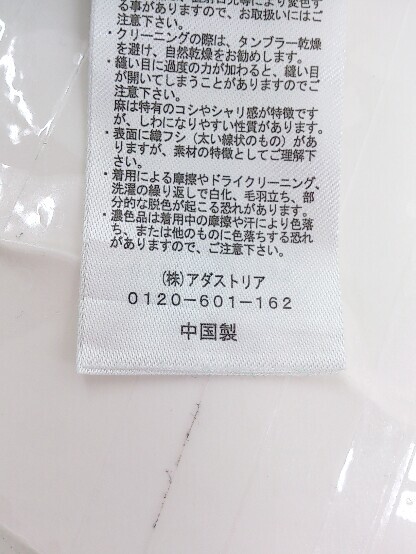 る事がありますので、お取扱いにはご
注意下さい。
・クリーニングの際は、タンブラー乾燥
を避け、自然乾燥をお勧めします。
・縫い目に過度の力が加わると、縫い目
が開いてしまうことがありますのでご
注意下さい。
麻は特有のコシやシャリ感が特徴です
が、しわになりやすい性質があります。
・表面に織フシ（太い線状のもの）があ
りますが、素材の特徴としてご理解下
さい。
・着用による摩擦やドライクリーニング、
洗濯の繰り返しで白化、毛羽立ち、部
分的な脱色が起こる恐れがあります。
・濃色品は着用中の摩擦や汗により色落
ち、または他のものに色落ちする恐れ
がありますので、ご注意下さい。
(株)アダストリア
0120-601-162
中国製